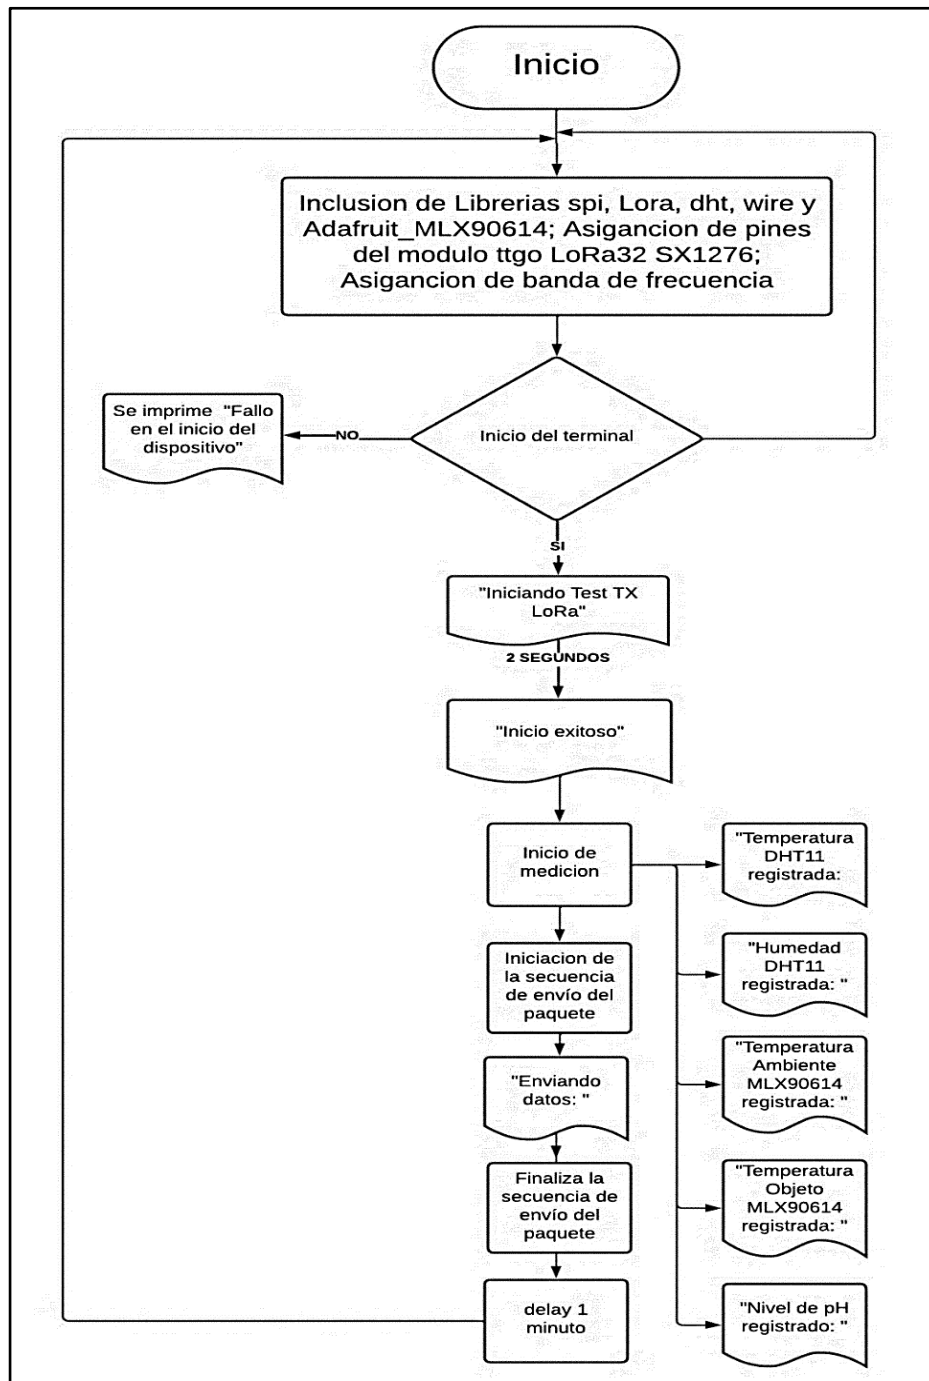 Inicio
Inclusion de Librerias spi, Lora, dht, wire y
Adafruit_MLX90614; Asigancion de pines
del modulo ttgo LoRa32 SX1276;
Asigancion de banda de frecuencia
Inicio del terminal
NO
Se imprime "Fallo
en el inicio del
dispositivo"
SI
"Iniciando Test TX
LoRa"
2 SEGUNDOS
"Inicio exitoso"
Inicio de
medicion
"Temperatura
DHT11
registrada:
"Humedad
DHT11
registrada: "
"Temperatura
Ambiente
MLX90614
registrada: "
"Temperatura
Objeto
MLX90614
registrada: "
"Nivel de pH
registrado: "
Iniciacion de
la secuencia
de envío del
paquete
"Enviando
datos: "
Finaliza la
secuencia de
envío del
paquete
delay 1
minuto